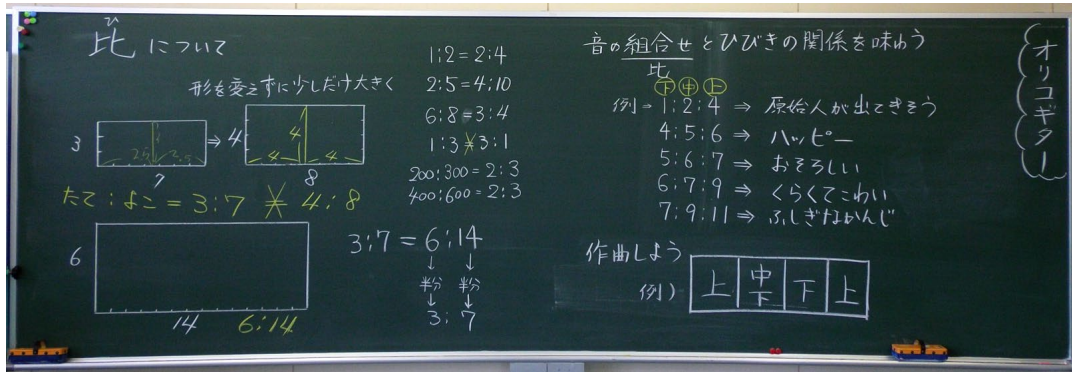 ひ
比について
形を変えずに少しだけ大きく
3
7
⇒
4
4
4
4
8
たて:よこ=3:7 ≠ 4:8
6
14
6:14
1:2=2:4
2:5=4:10
6:8=3:4
1:3≠3:1
200:300=2:3
400:600=2:3
3:7=6:14
↓ ↓
半分 半分
↓ ↓
3:7
音の組合せとひびきの関係を味わう
比
下 中 上
例→1:2:4 ⇒ 原始人が出てきそう
4:5:6 ⇒ ハッピー
5:6:7 ⇒ おそろしい
6:7:9 ⇒ くらくてこわい
7:9:11 ⇒ ふしぎなかんじ
作曲しよう
例) 上 中下 下 上
オリコギター